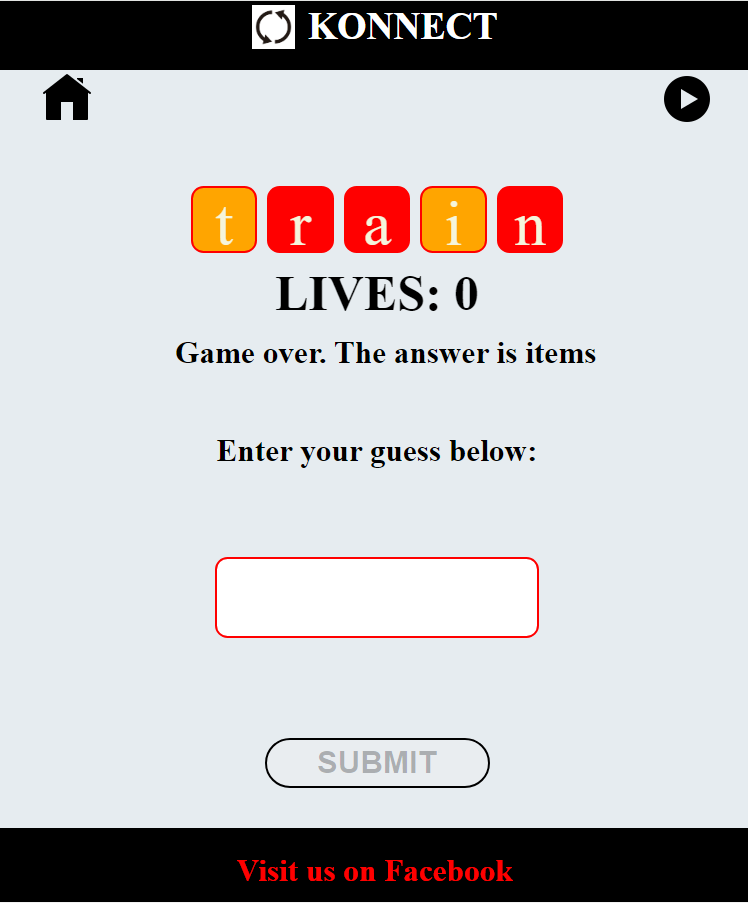 KONNECT
t r a i n
LIVES: 0
Game over. The answer is items
Enter your guess below:
SUBMIT
Visit us on Facebook